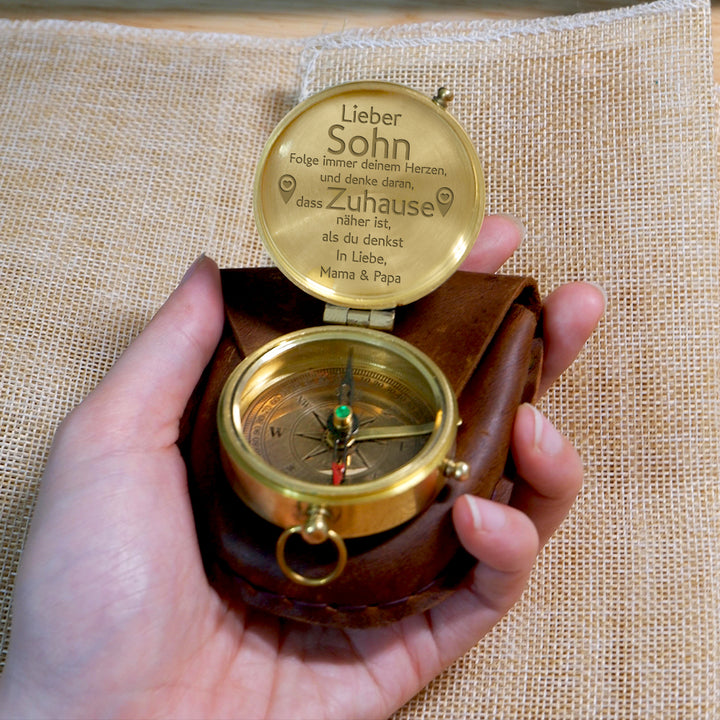 Lieber
Sohn
Folge immer deinem Herzen,
und denke daran,
dass Zuhause
näher ist,
als du denkst
In Liebe,
Mama & Papa
W